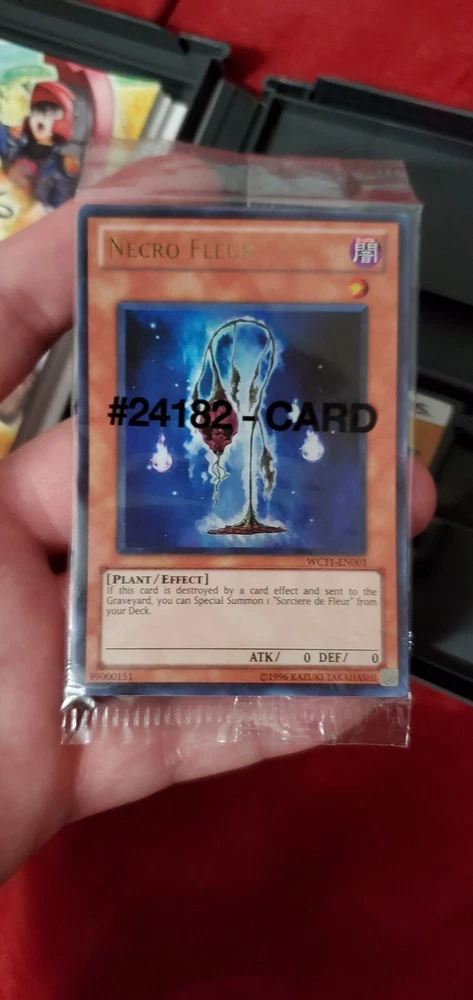 NECRO FLEUR
闇
#24182 - CARD
WC11-EN001
[PLANT/EFFECT]
If this card is destroyed by a card effect and sent to the
Graveyard, you can Special Summon 1 "Sorciere de Fleur" from
your Deck.
ATK/ 0 DEF/ 0
99000151
©1996 KAZUKI TAKAHASHI